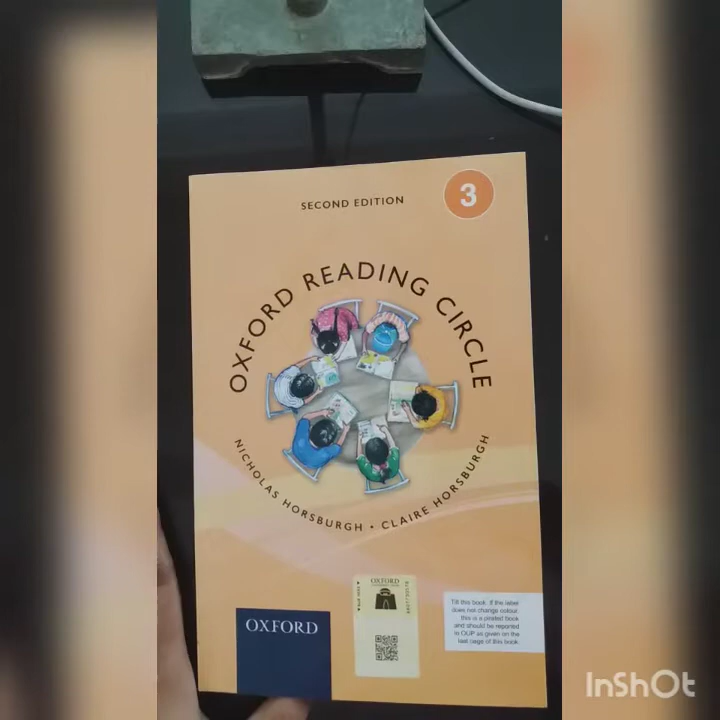 SECOND EDITION
3
OXFORD READING CIRCLE
NICHOLAS HORSBURGH • CLAIRE HORSBURGH
OXFORD
OXFORD
Tilt this book. If the label
does not change colour
this is a pirated book
and should be reported
to OUP as given on the
last page of this book.
InShOt